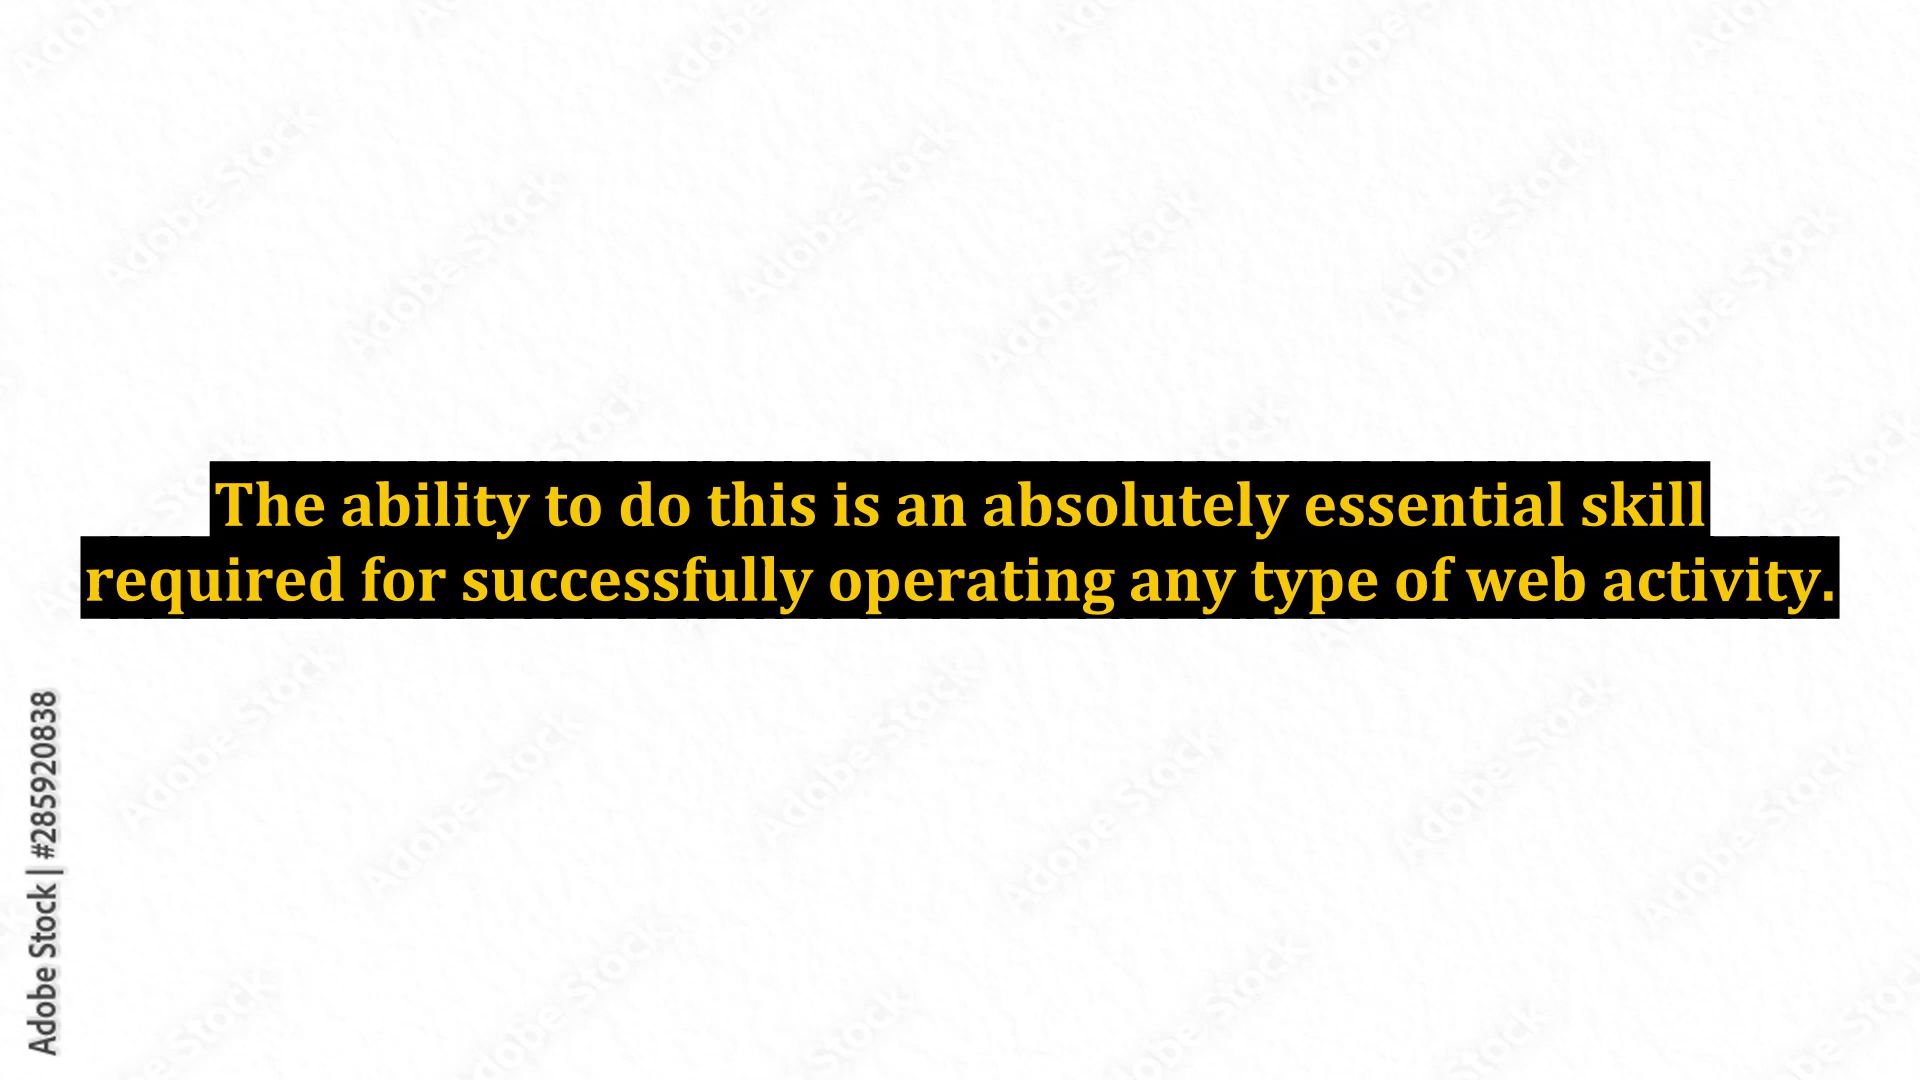 The ability to do this is an absolutely essential skill
required for successfully operating any type of web activity.
Adobe Stock | #285920838